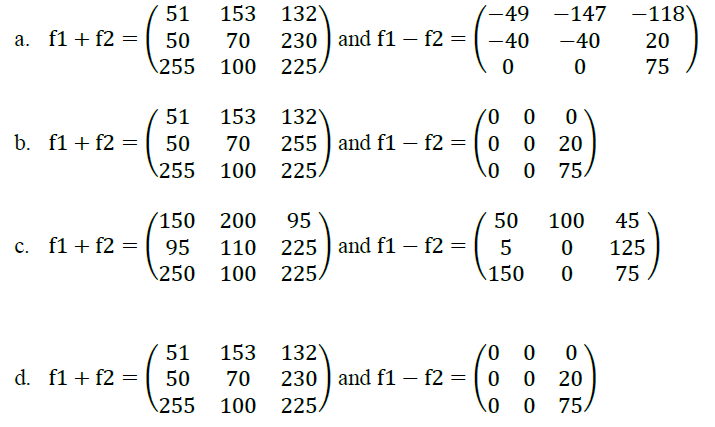 51 153 132 −49 −147 −118
a. f1 + f2 = ( 50 70 230 ) and f1 − f2 = ( −40 −40 20 )
255 100 225 0 0 75
51 153 132 0 0 0
b. f1 + f2 = ( 50 70 255 ) and f1 − f2 = ( 0 0 20 )
255 100 225 0 0 75
150 200 95 50 100 45
c. f1 + f2 = ( 95 110 225 ) and f1 − f2 = ( 5 0 125 )
250 100 225 150 0 75
51 153 132 0 0 0
d. f1 + f2 = ( 50 70 230 ) and f1 − f2 = ( 0 0 20 )
255 100 225 0 0 75